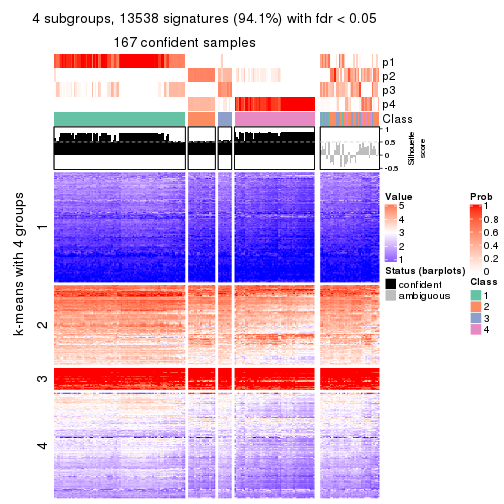 4 subgroups, 13538 signatures (94.1%) with fdr < 0.05
167 confident samples
p1
p2
p3
p4
Class
1
0.5
0
-0.5
Silhouette
score
k-means with 4 groups
1
2
3
4
Value
5
4
3
2
1
Status (barplots)
confident
ambiguous
Prob
1
0.8
0.6
0.4
0.2
0
Class
1
2
3
4